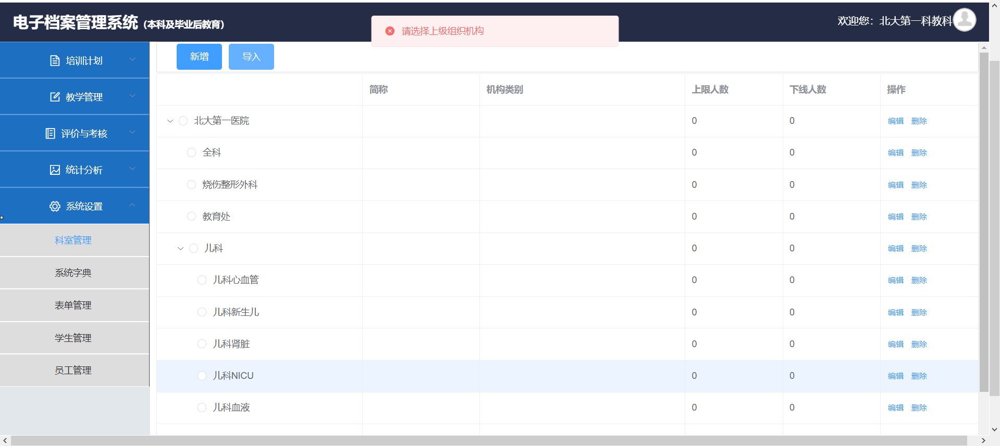 电子档案管理系统（本科及毕业后教育）
请选择上级组织机构
欢迎您：北大第一科教科
培训计划
教学管理
评价与考核
统计分析
系统设置
科室管理
系统字典
表单管理
学生管理
员工管理
新增 导入
简称 机构类别 上限人数 下线人数 操作
北大第一医院 0 0 编辑 删除
全科 0 0 编辑 删除
烧伤整形外科 0 0 编辑 删除
教育处 0 0 编辑 删除
儿科 0 0 编辑 删除
儿科心血管 0 0 编辑 删除
儿科新生儿 0 0 编辑 删除
儿科肾脏 0 0 编辑 删除
儿科NICU 0 0 编辑 删除
儿科血液 0 0 编辑 删除